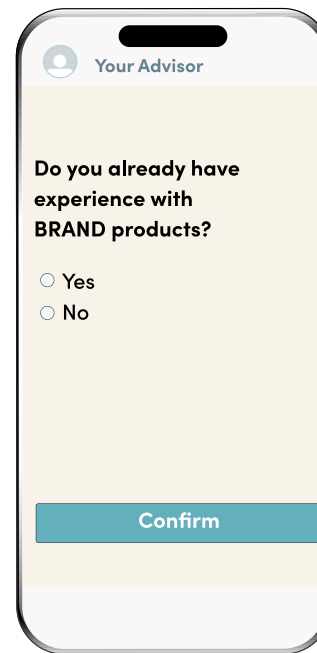 Your Advisor
Do you already have
experience with
BRAND products?
Yes
No
Confirm